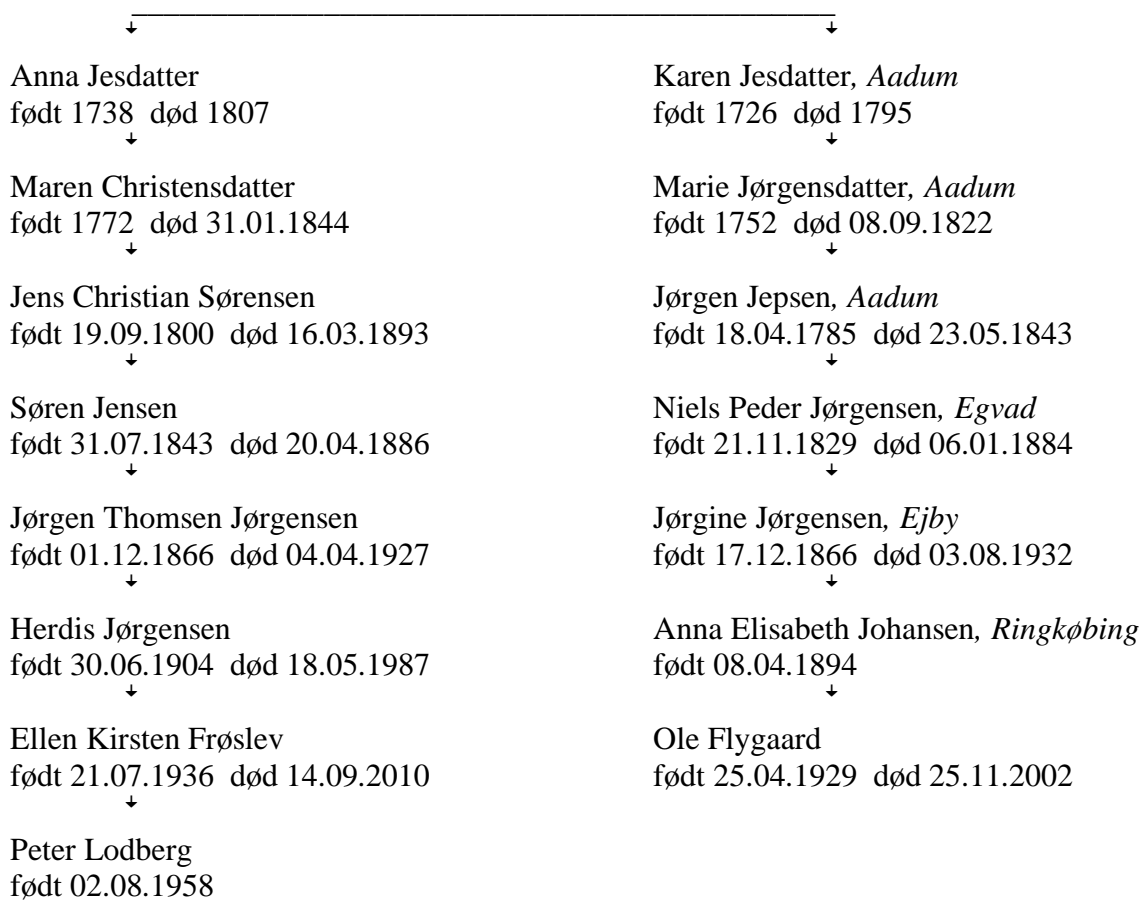 Anna Jesdatter
født 1738 død 1807
Maren Christensdatter
født 1772 død 31.01.1844
Jens Christian Sørensen
født 19.09.1800 død 16.03.1893
Søren Jensen
født 31.07.1843 død 20.04.1886
Jørgen Thomsen Jørgensen
født 01.12.1866 død 04.04.1927
Herdis Jørgensen
født 30.06.1904 død 18.05.1987
Ellen Kirsten Frøslev
født 21.07.1936 død 14.09.2010
Peter Lodberg
født 02.08.1958
Karen Jesdatter, Aadum
født 1726 død 1795
Marie Jørgensdatter, Aadum
født 1752 død 08.09.1822
Jørgen Jepsen, Aadum
født 18.04.1785 død 23.05.1843
Niels Peder Jørgensen, Egvad
født 21.11.1829 død 06.01.1884
Jørgine Jørgensen, Ejby
født 17.12.1866 død 03.08.1932
Anna Elisabeth Johansen, Ringkøbing
født 08.04.1894
Ole Flygaard
født 25.04.1929 død 25.11.2002